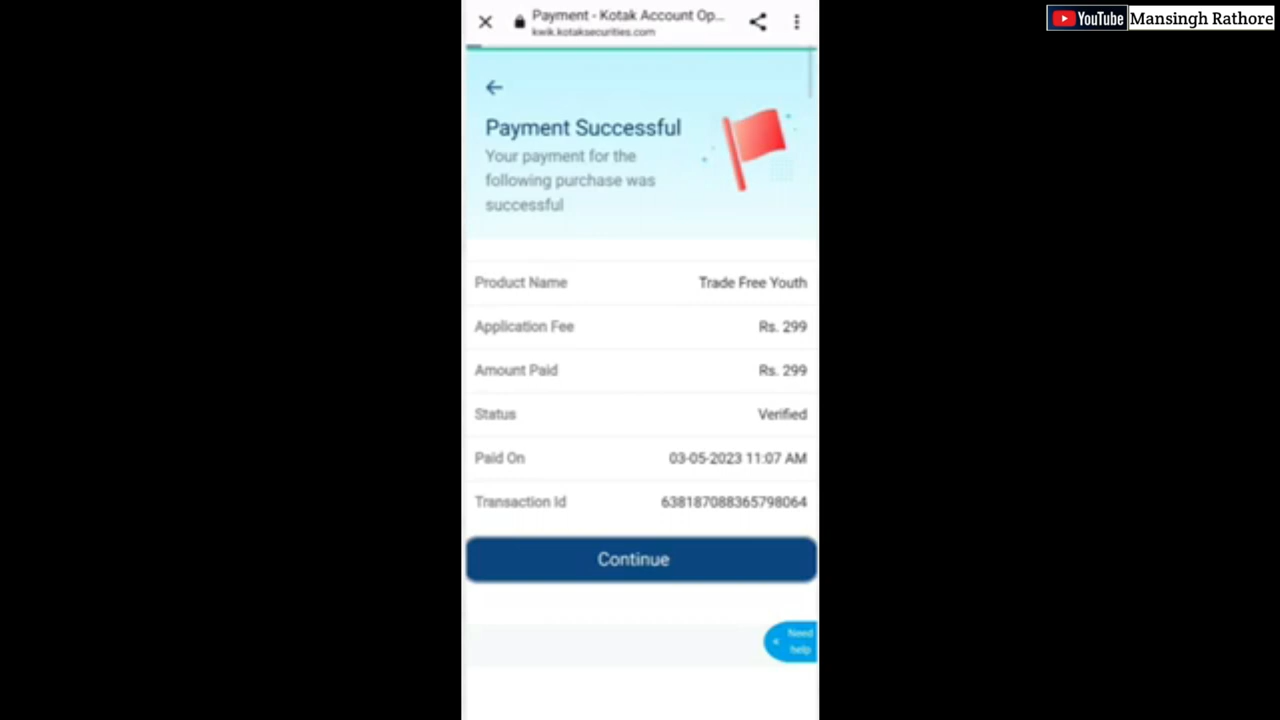 Payment - Kotak Account Op...
kwik.kotaksecurities.com
YouTube Mansingh Rathore
Payment Successful
Your payment for the
following purchase was
successful
Product Name Trade Free Youth
Application Fee Rs. 299
Amount Paid Rs. 299
Status Verified
Paid On 03-05-2023 11:07 AM
Transaction Id 638187088365798064
Continue
Need
help